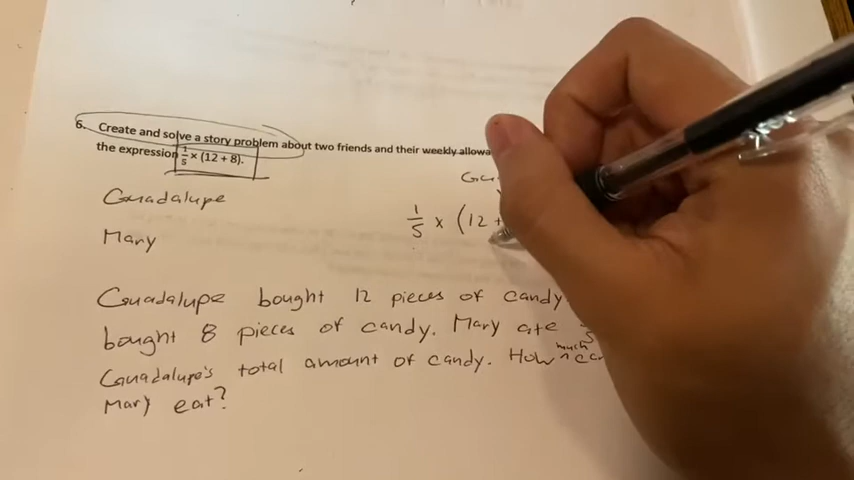 6. Create and solve a story problem about two friends and their weekly
the expression 1/5 × (12 + 8).
Guadalupe
Mary
1/5 × (12 +
Guadalupe bought 12 pieces of candy
bought 8 pieces of candy. Mary ate
Guadalupe's total amount of candy. How much
Mary eat?